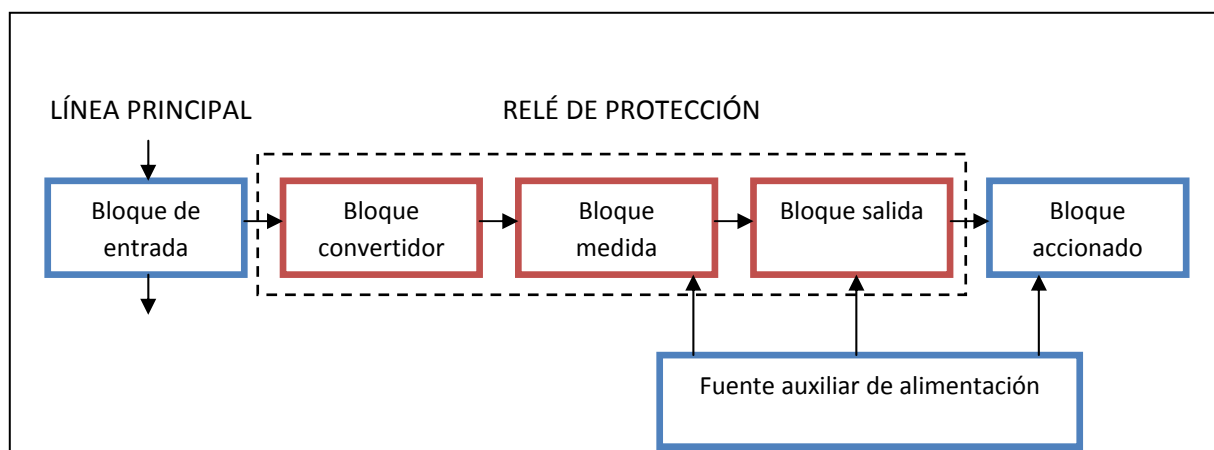 LÍNEA PRINCIPAL
RELÉ DE PROTECCIÓN
Bloque de
entrada
Bloque
convertidor
Bloque
medida
Bloque salida
Bloque
accionado
Fuente auxiliar de alimentación